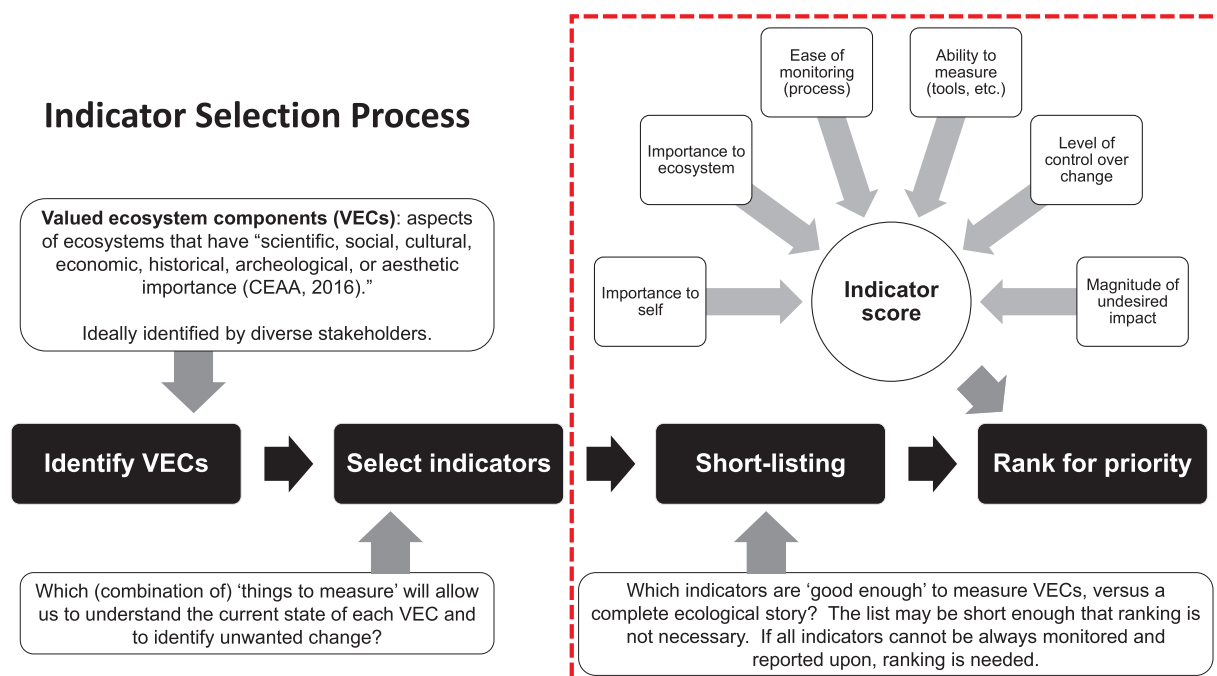 Indicator Selection Process
Valued ecosystem components (VECs): aspects
of ecosystems that have “scientific, social, cultural,
economic, historical, archeological, or aesthetic
importance (CEAA, 2016).”
Ideally identified by diverse stakeholders.
Ease of
monitoring
(process)
Ability to
measure
(tools, etc.)
Importance to
ecosystem
Level of
control over
change
Importance to
self
Indicator
score
Magnitude of
undesired
impact
Identify VECs
Select indicators
Short-listing
Rank for priority
Which (combination of) ‘things to measure’ will allow
us to understand the current state of each VEC and
to identify unwanted change?
Which indicators are ‘good enough’ to measure VECs, versus a
complete ecological story?  The list may be short enough that ranking is
not necessary.  If all indicators cannot be always monitored and
reported upon, ranking is needed.